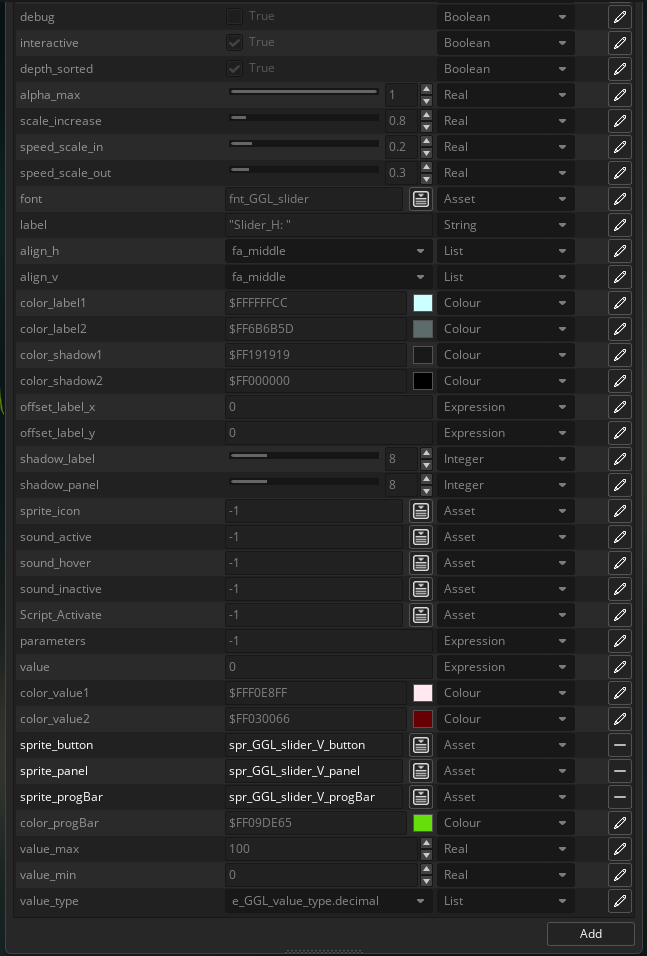 debug True Boolean
interactive True Boolean
depth_sorted True Boolean
alpha_max 1 Real
scale_increase 0.8 Real
speed_scale_in 0.2 Real
speed_scale_out 0.3 Real
font fnt_GGL_slider Asset
label "Slider_H: " String
align_h fa_middle List
align_v fa_middle List
color_label1 $FFFFFFCC Colour
color_label2 $FF6B6B5D Colour
color_shadow1 $FF191919 Colour
color_shadow2 $FF000000 Colour
offset_label_x 0 Expression
offset_label_y 0 Expression
shadow_label 8 Integer
shadow_panel 8 Integer
sprite_icon -1 Asset
sound_active -1 Asset
sound_hover -1 Asset
sound_inactive -1 Asset
Script_Activate -1 Asset
parameters -1 Expression
value 0 Expression
color_value1 $FFF0E8FF Colour
color_value2 $FF030066 Colour
sprite_button spr_GGL_slider_V_button Asset
sprite_panel spr_GGL_slider_V_panel Asset
sprite_progBar spr_GGL_slider_V_progBar Asset
color_progBar $FF09DE65 Colour
value_max 100 Real
value_min 0 Real
value_type e_GGL_value_type.decimal List
Add